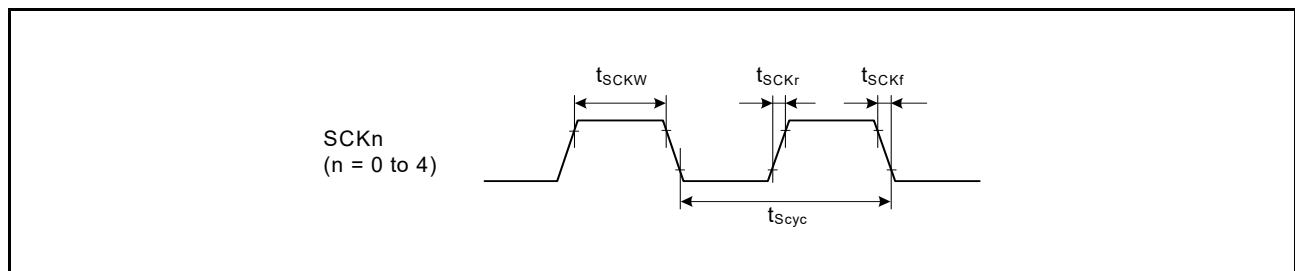 tSCKW
tSCKr
tSCKf
SCKn
(n = 0 to 4)
tScyc